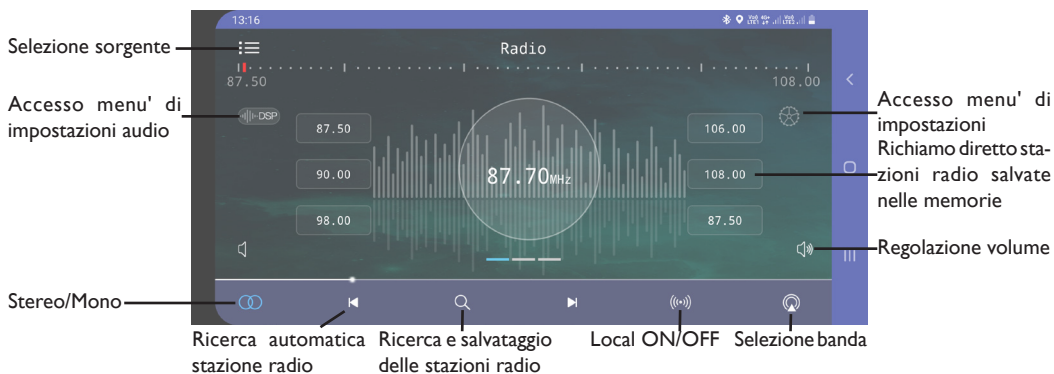 13:16
Selezione sorgente
Radio
87.50
108.00
Accesso menu' di
impostazioni audio
DSP
Accesso menu' di
impostazioni
87.50
106.00
Richiamo diretto sta-
zioni radio salvate
nelle memorie
90.00
87.70MHz
108.00
98.00
87.50
Regolazione volume
Stereo/Mono
Ricerca automatica
stazione radio
Ricerca e salvataggio
delle stazioni radio
Local ON/OFF
Selezione banda